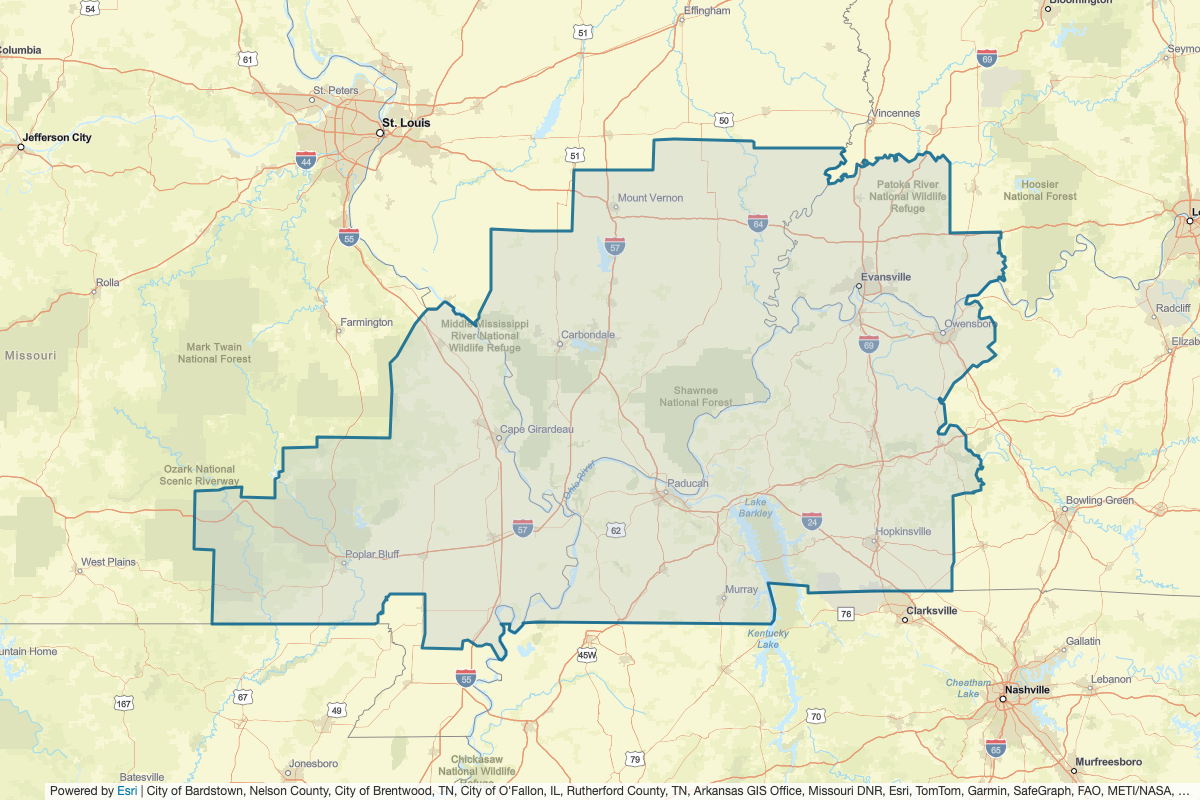 54
Effingham
Bloomington
51
Columbia
61
69
Seymo
St. Peters
50
Vincennes
St. Louis
Jefferson City
51
44
Patoka River
National Wildlife
Refuge
Hoosier
National Forest
Mount Vernon
Lo
64
55
57
Rolla
Evansville
Radcliff
Farmington
Middle Mississippi
River National
Wildlife Refuge
Owensboro
Carbondale
Missouri
Mark Twain
National Forest
69
Elizab
Shawnee
National Forest
Cape Girardeau
Ozark National
Scenic Riverway
Ohio River
Paducah
Lake
Barkley
Bowling Green
57
62
24
Hopkinsville
Poplar Bluff
West Plains
Murray
76
Clarksville
Kentucky
Lake
Gallatin
untain Home
45W
55
Cheatham
Lake
Nashville
Lebanon
67
167
49
70
65
79
Chickasaw
National Wildlife
Refuge
Murfreesboro
Jonesboro
Batesville
Powered by Esri | City of Bardstown, Nelson County, City of Brentwood, TN, City of O'Fallon, IL, Rutherford County, TN, Arkansas GIS Office, Missouri DNR, Esri, TomTom, Garmin, SafeGraph, FAO, METI/NASA, ...